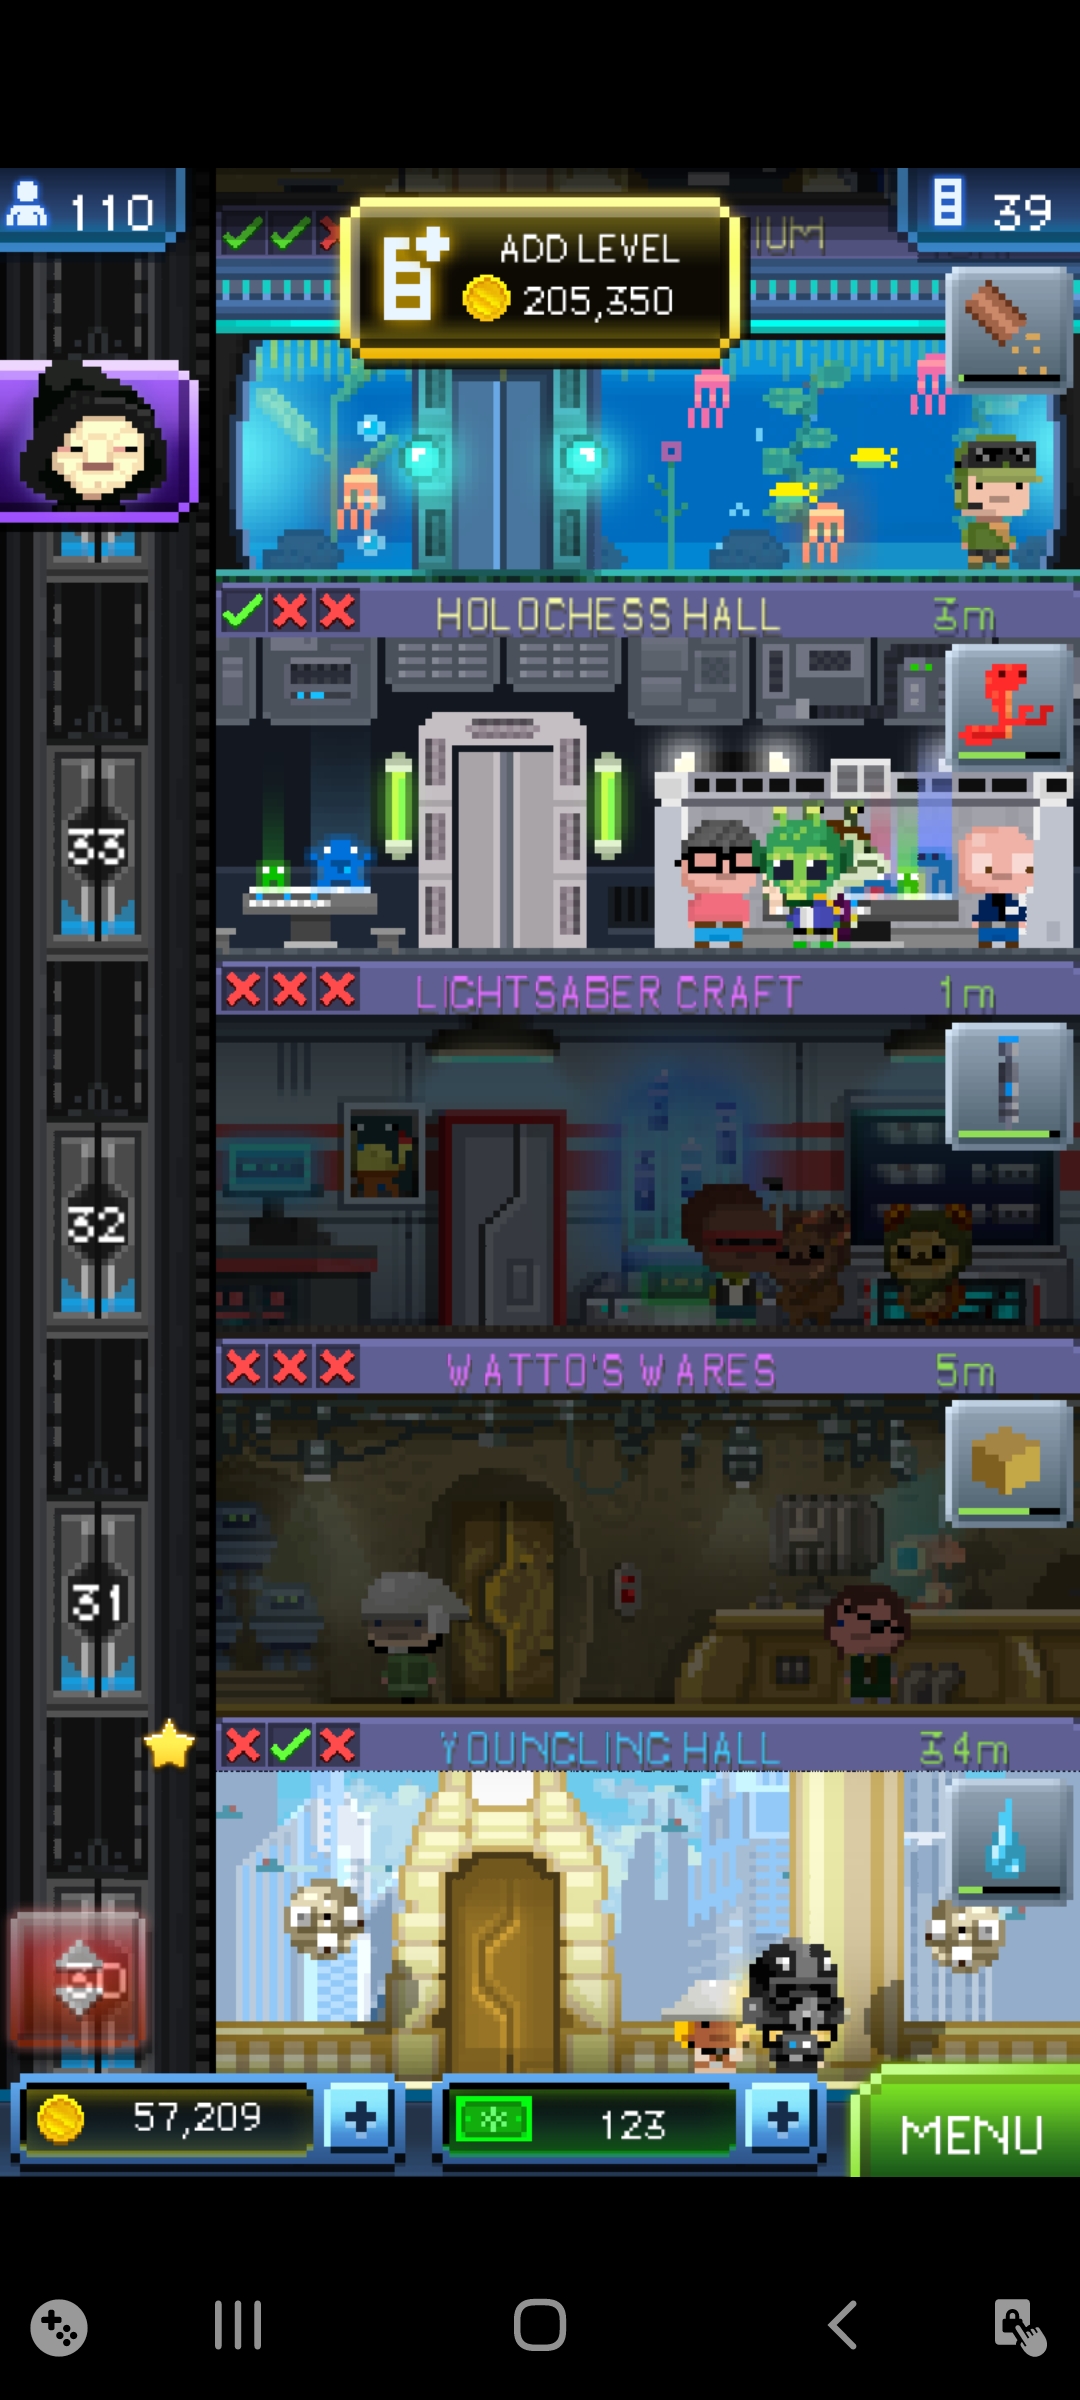 110
39
ADD LEVEL
205,350
IUM
HOLOCHESS HALL 3m
33
LIGHTSABER CRAFT 1m
32
WATTO'S WARES 5m
31
YOUNGLING HALL 34m
57,209
123
MENU